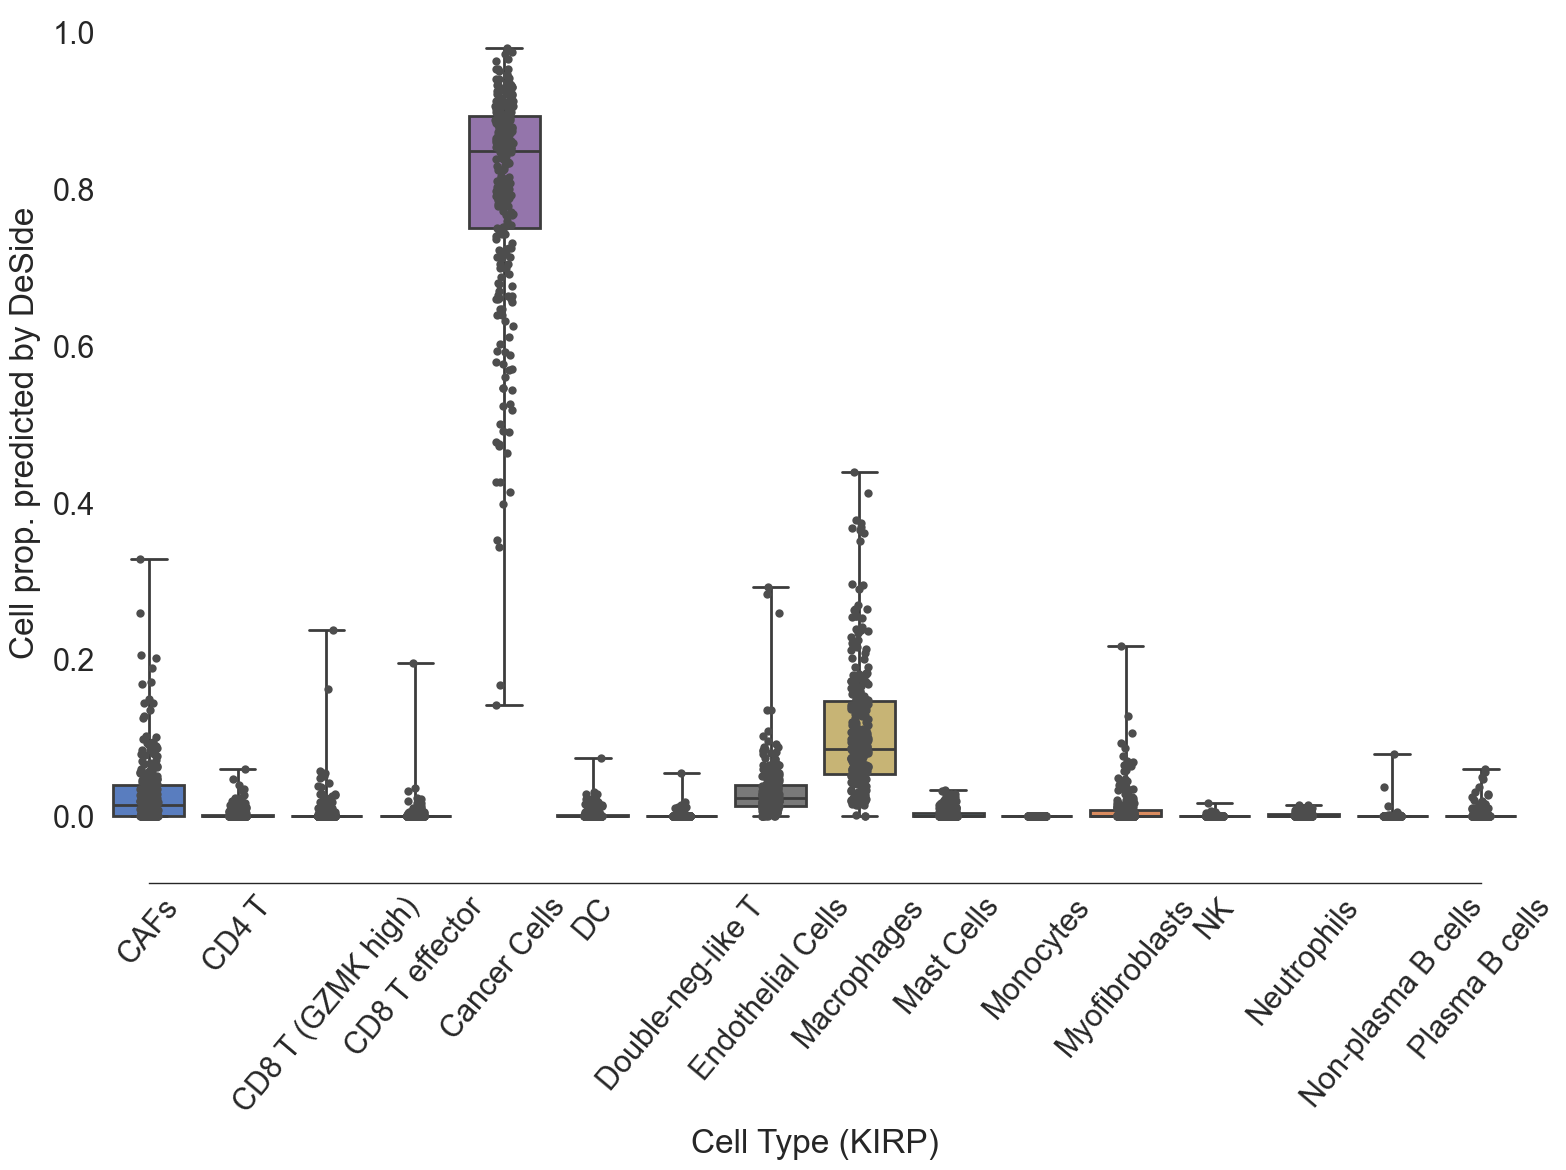 Cell prop. predicted by DeSide
1.0
0.8
0.6
0.4
0.2
0.0
CAFs
CD4 T
CD8 T (GZMK high)
CD8 T effector
Cancer Cells
DC
Double-neg-like T
Endothelial Cells
Macrophages
Mast Cells
Monocytes
Myofibroblasts
NK
Neutrophils
Non-plasma B cells
Plasma B cells
Cell Type (KIRP)